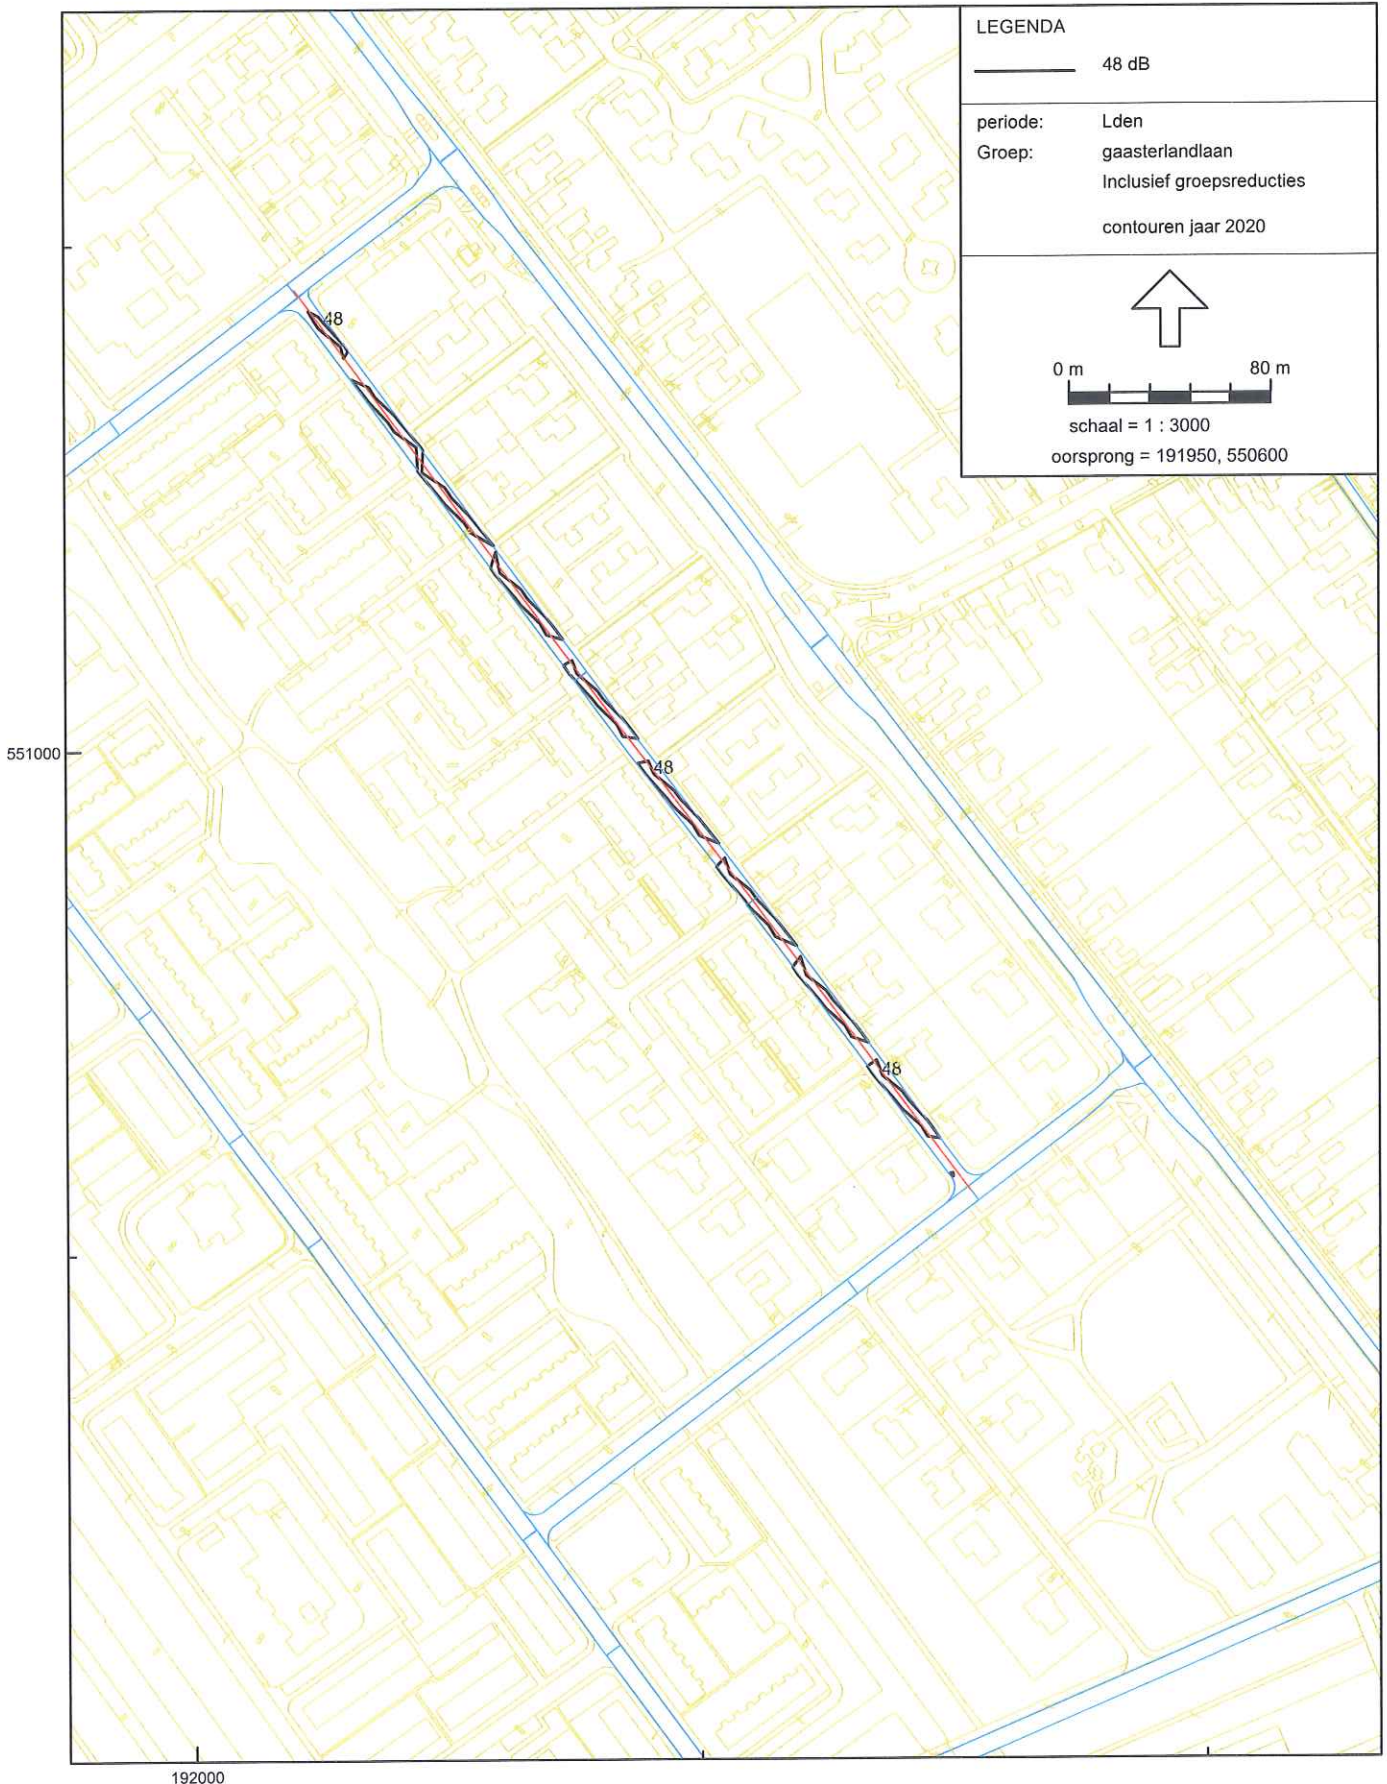 LEGENDA
48 dB
periode: Lden
Groep: gaasterlandlaan
Inclusief groepsreducties
contouren jaar 2020
0 m 80 m
schaal = 1 : 3000
oorsprong = 191950, 550600
48
551000
48
48
192000